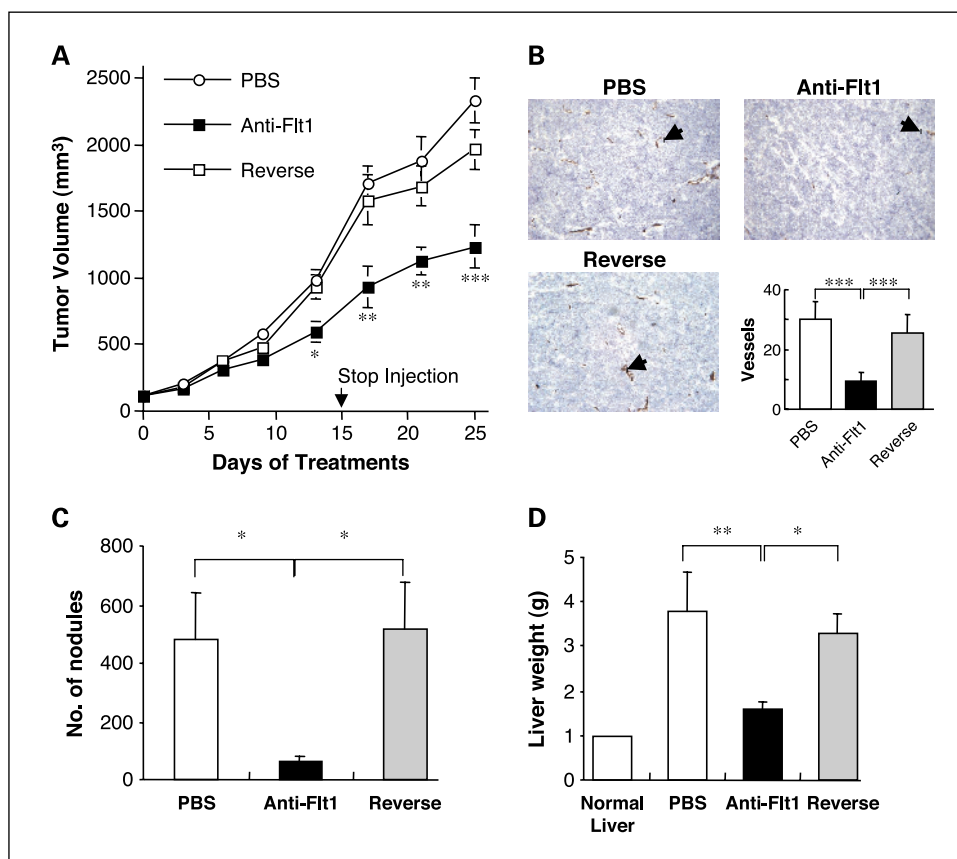 A
2500
2000
1500
1000
500
0
Tumor Volume (mm3)
PBS
Anti-Flt1
Reverse
*
**
**
***
Stop Injection
0 5 10 15 20 25
Days of Treatments
B
PBS
Anti-Flt1
Reverse
*** ***
40
20
0
Vessels
PBS
Anti-Flt1
Reverse
C
* *
800
600
400
200
0
No. of nodules
PBS Anti-Flt1 Reverse
D
** *
5
4
3
2
1
0
Liver weight (g)
Normal PBS Anti-Flt1 Reverse
Liver